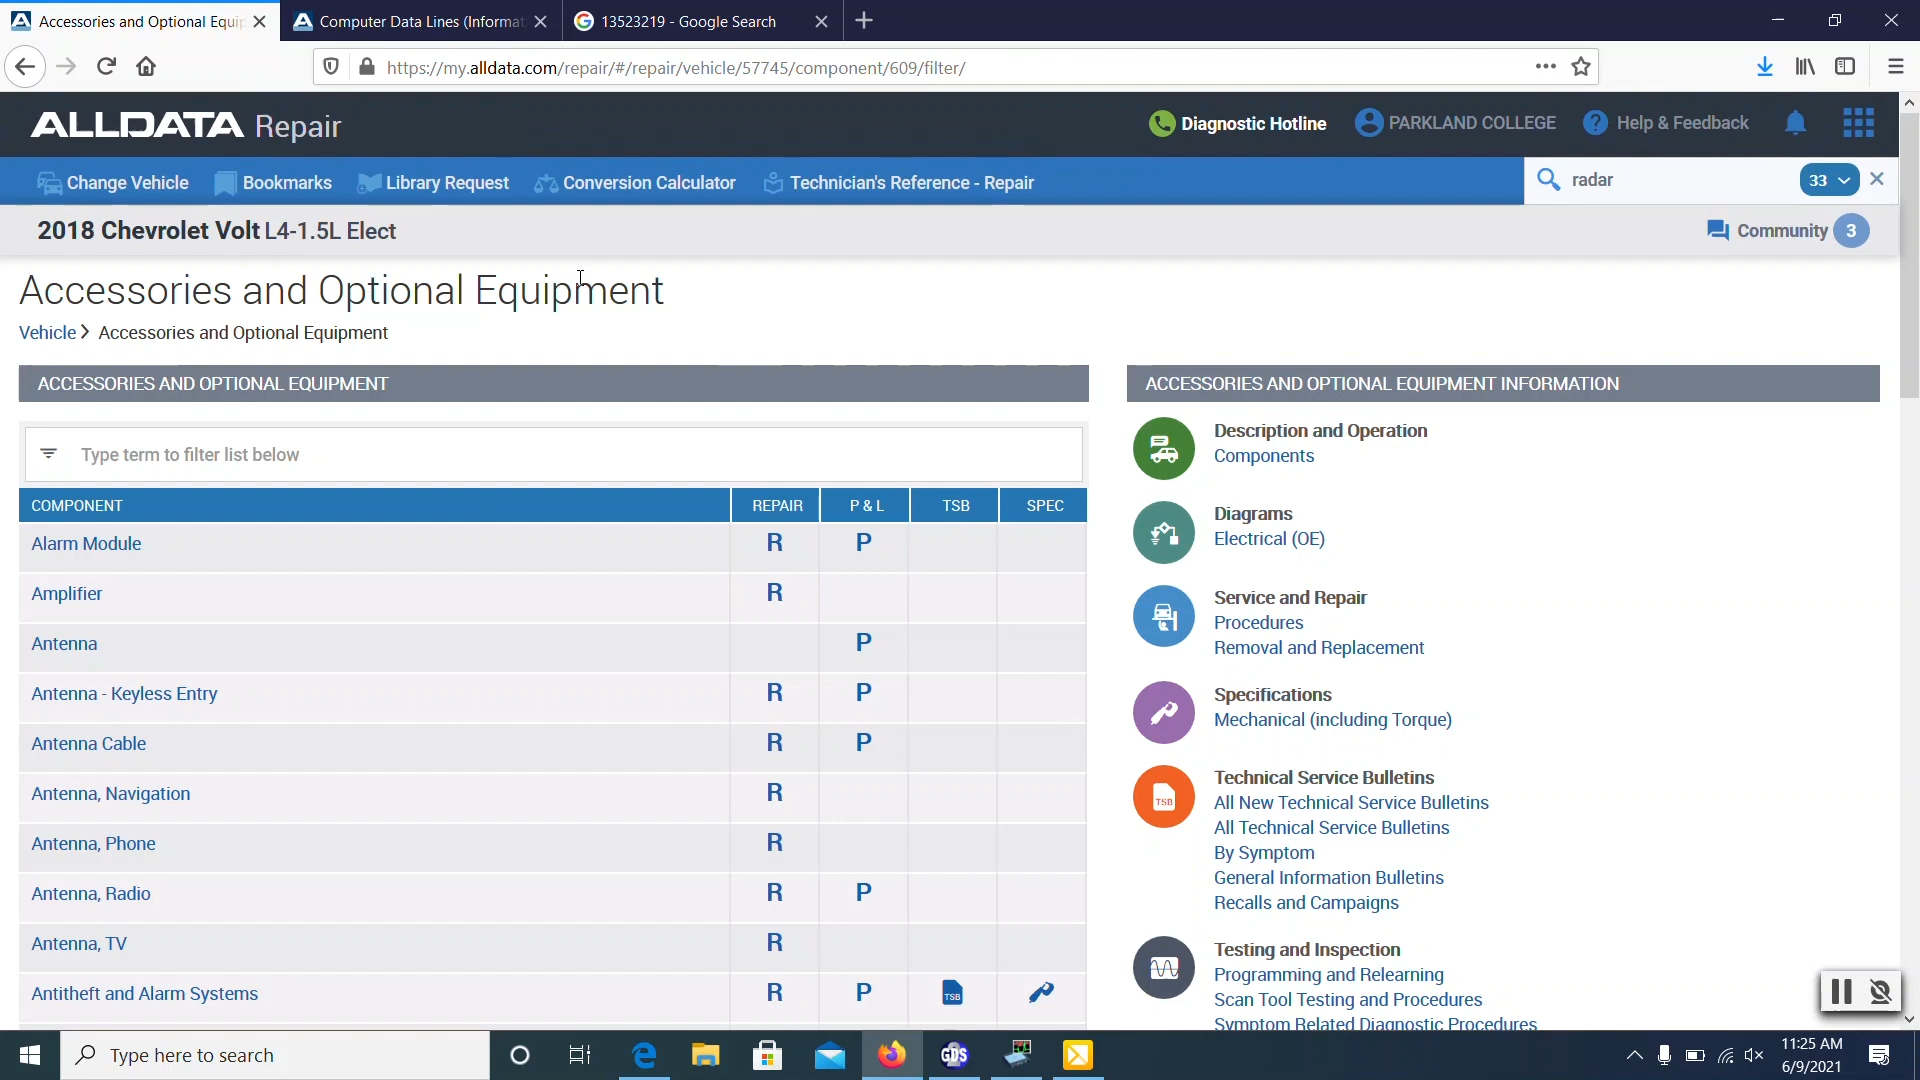 Accessories and Optional Equip
Computer Data Lines (Informat
13523219 - Google Search
https://my.alldata.com/repair/#/repair/vehicle/57745/component/609/filter/
ALLDATA Repair
Diagnostic Hotline
PARKLAND COLLEGE
Help & Feedback
Change Vehicle
Bookmarks
Library Request
Conversion Calculator
Technician's Reference - Repair
radar
33
2018 Chevrolet Volt L4-1.5L Elect
Community 3
Accessories and Optional Equipment
Vehicle > Accessories and Optional Equipment
ACCESSORIES AND OPTIONAL EQUIPMENT
Type term to filter list below
COMPONENT REPAIR P & L TSB SPEC
Alarm Module R P
Amplifier R
Antenna P
Antenna - Keyless Entry R P
Antenna Cable R P
Antenna, Navigation R
Antenna, Phone R
Antenna, Radio R P
Antenna, TV R
Antitheft and Alarm Systems R P TSB
ACCESSORIES AND OPTIONAL EQUIPMENT INFORMATION
Description and Operation
Components
Diagrams
Electrical (OE)
Service and Repair
Procedures
Removal and Replacement
Specifications
Mechanical (including Torque)
TSB
Technical Service Bulletins
All New Technical Service Bulletins
All Technical Service Bulletins
By Symptom
General Information Bulletins
Recalls and Campaigns
Testing and Inspection
Programming and Relearning
Scan Tool Testing and Procedures
Symptom Related Diagnostic Procedures
Type here to search
GDS
11:25 AM
6/9/2021